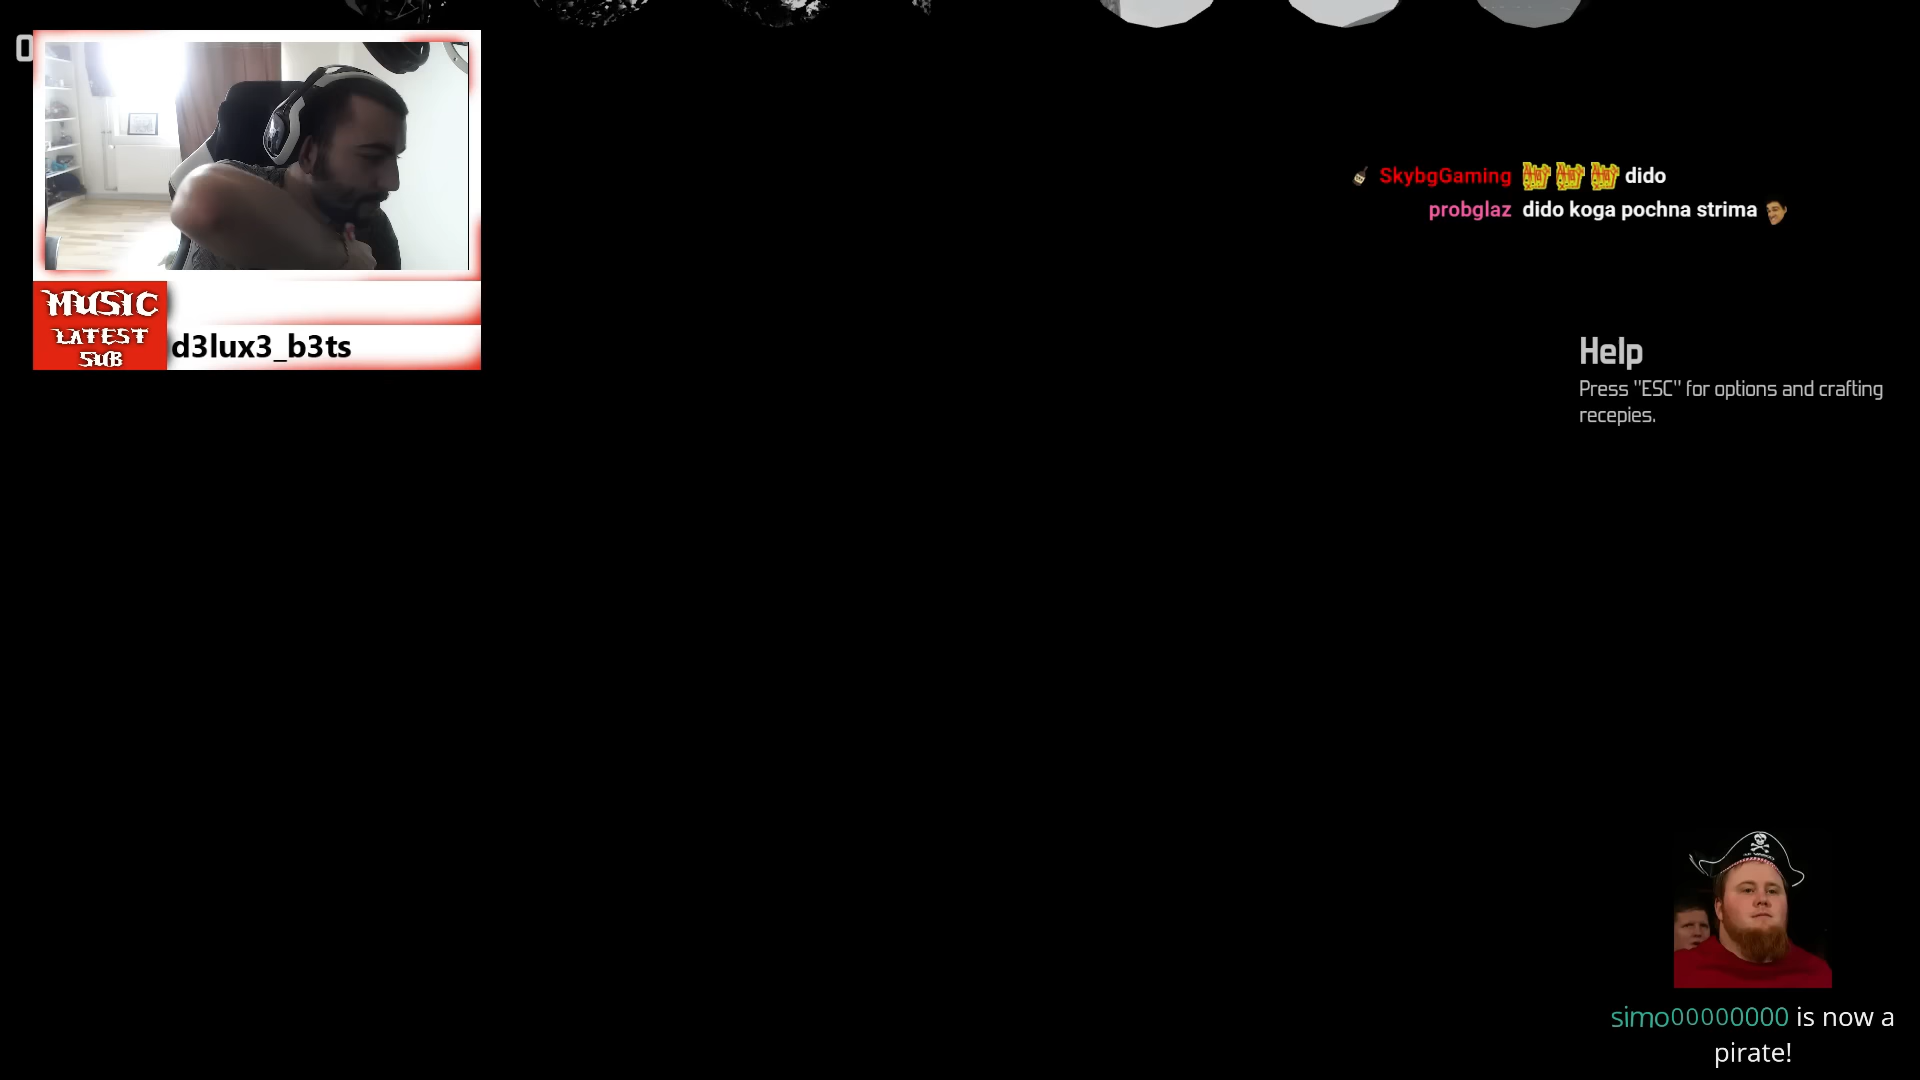 SkybgGaming dido
probglaz dido koga pochna strima
MUSIC
LATEST
SUB
d3lux3_b3ts
Help
Press "ESC" for options and crafting
recepies.
simo00000000 is now a
pirate!